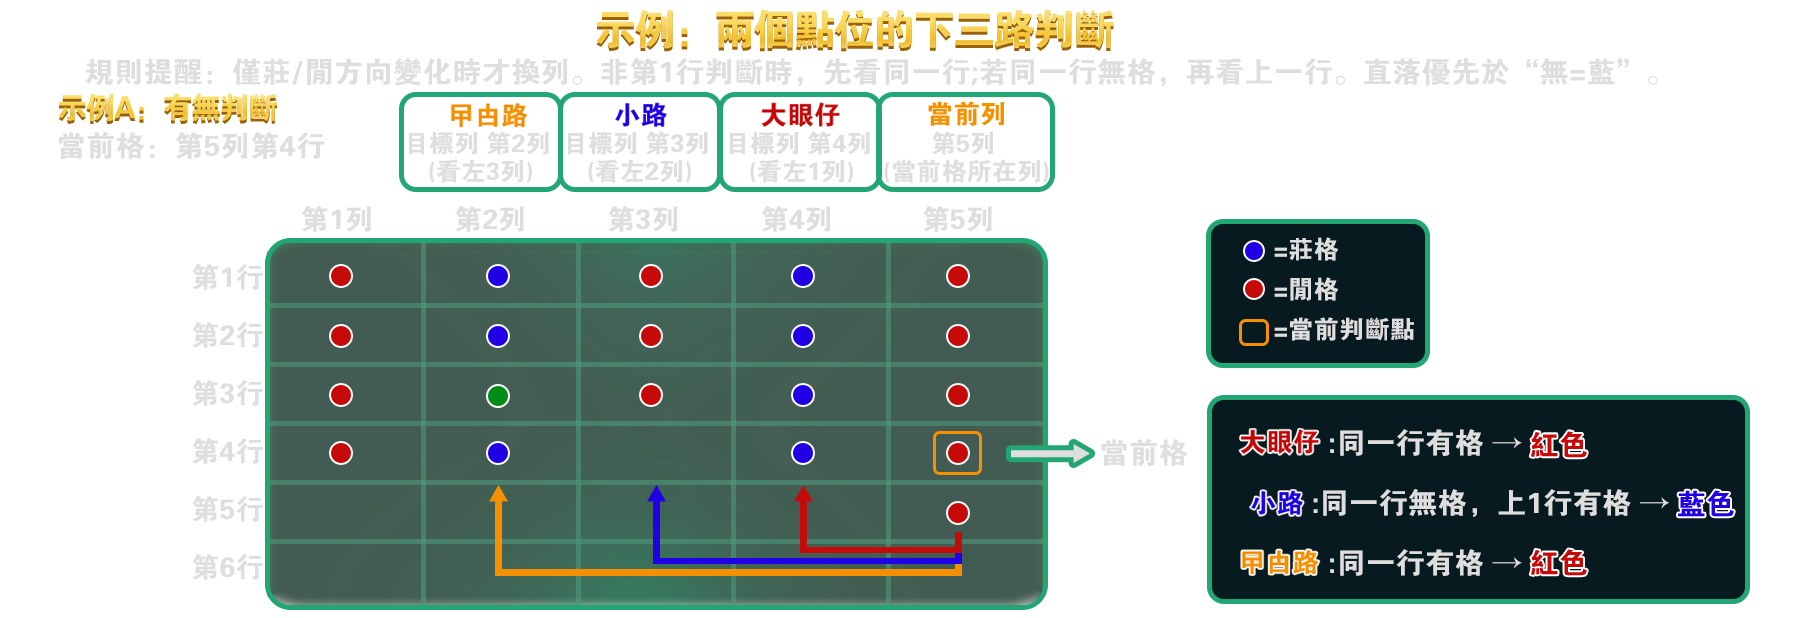 示例：兩個點位的下三路判斷
規則提醒：僅莊/閒方向變化時才換列。非第1行判斷時，先看同一行;若同一行無格，再看上一行。直落優先於“無=藍”。
示例A：有無判斷
當前格：第5列第4行
曱甴路
目標列 第2列
(看左3列)
小路
目標列 第3列
(看左2列)
大眼仔
目標列 第4列
(看左1列)
當前列
第5列
(當前格所在列)
第1列 第2列 第3列 第4列 第5列
第1行
第2行
第3行
第4行
第5行
第6行
當前格
=莊格
=閒格
=當前判斷點
大眼仔:同一行有格→紅色
小路:同一行無格，上1行有格→藍色
曱甴路:同一行有格→紅色